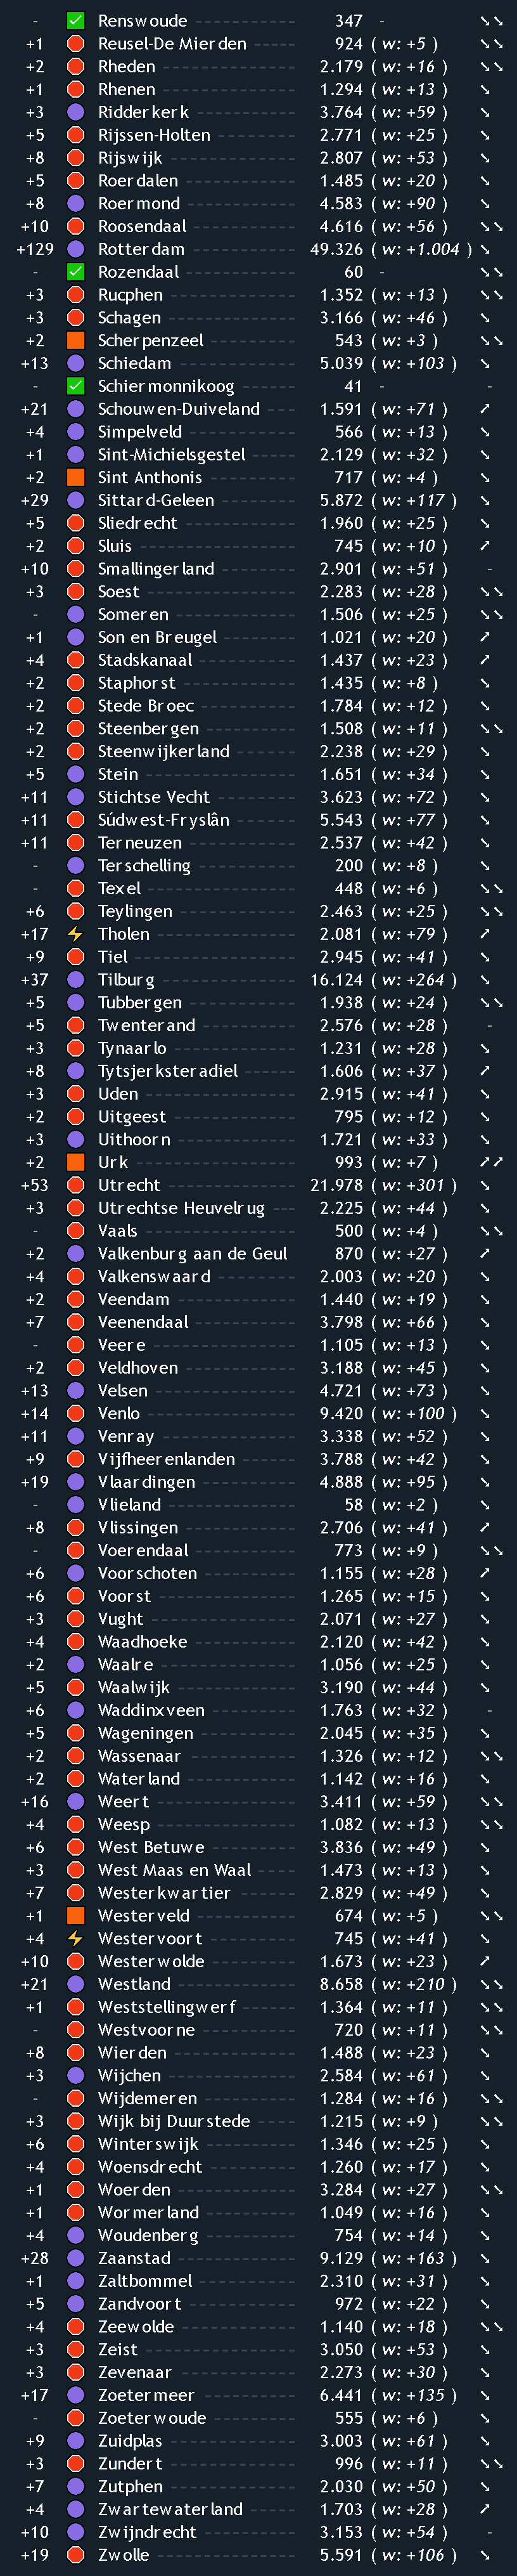 - Renswoude 347 -
+1 Reusel-De Mierden 924 ( w: +5 )
+2 Rheden 2.179 ( w: +16 )
+1 Rhenen 1.294 ( w: +13 )
+3 Ridderkerk 3.764 ( w: +59 )
+5 Rijssen-Holten 2.771 ( w: +25 )
+8 Rijswijk 2.807 ( w: +53 )
+5 Roerdalen 1.485 ( w: +20 )
+8 Roermond 4.583 ( w: +90 )
+10 Roosendaal 4.616 ( w: +56 )
+129 Rotterdam 49.326 ( w: +1.004 )
- Rozendaal 60 -
+3 Rucphen 1.352 ( w: +13 )
+3 Schagen 3.166 ( w: +46 )
+2 Scherpenzeel 543 ( w: +3 )
+13 Schiedam 5.039 ( w: +103 )
- Schiermonnikoog 41 - -
+21 Schouwen-Duiveland 1.591 ( w: +71 )
+4 Simpelveld 566 ( w: +13 )
+1 Sint-Michielsgestel 2.129 ( w: +32 )
+2 Sint Anthonis 717 ( w: +4 )
+29 Sittard-Geleen 5.872 ( w: +117 )
+5 Sliedrecht 1.960 ( w: +25 )
+2 Sluis 745 ( w: +10 )
+10 Smallingerland 2.901 ( w: +51 ) -
+3 Soest 2.283 ( w: +28 )
- Someren 1.506 ( w: +25 )
+1 Son en Breugel 1.021 ( w: +20 )
+4 Stadskanaal 1.437 ( w: +23 )
+2 Staphorst 1.435 ( w: +8 )
+2 Stede Broec 1.784 ( w: +12 )
+2 Steenbergen 1.508 ( w: +11 )
+2 Steenwijkerland 2.238 ( w: +29 )
+5 Stein 1.651 ( w: +34 )
+11 Stichtse Vecht 3.623 ( w: +72 )
+11 Súdwest-Fryslân 5.543 ( w: +77 )
+11 Terneuzen 2.537 ( w: +42 )
- Terschelling 200 ( w: +8 )
- Texel 448 ( w: +6 )
+6 Teylingen 2.463 ( w: +25 )
+17 Tholen 2.081 ( w: +79 )
+9 Tiel 2.945 ( w: +41 )
+37 Tilburg 16.124 ( w: +264 )
+5 Tubbergen 1.938 ( w: +24 )
+5 Twenterand 2.576 ( w: +28 ) -
+3 Tynaarlo 1.231 ( w: +28 )
+8 Tytsjerksteradiel 1.606 ( w: +37 )
+3 Uden 2.915 ( w: +41 )
+2 Uitgeest 795 ( w: +12 )
+3 Uithoorn 1.721 ( w: +33 )
+2 Urk 993 ( w: +7 )
+53 Utrecht 21.978 ( w: +301 )
+3 Utrechtse Heuvelrug 2.225 ( w: +44 )
- Vaals 500 ( w: +4 )
+2 Valkenburg aan de Geul 870 ( w: +27 )
+4 Valkenswaard 2.003 ( w: +20 )
+2 Veendam 1.440 ( w: +19 )
+7 Veenendaal 3.798 ( w: +66 )
- Veere 1.105 ( w: +13 )
+2 Veldhoven 3.188 ( w: +45 )
+13 Velsen 4.721 ( w: +73 )
+14 Venlo 9.420 ( w: +100 )
+11 Venray 3.338 ( w: +52 )
+9 Vijfheerenlanden 3.788 ( w: +42 )
+19 Vlaardingen 4.888 ( w: +95 )
- Vlieland 58 ( w: +2 )
+8 Vlissingen 2.706 ( w: +41 )
- Voerendaal 773 ( w: +9 )
+6 Voorschoten 1.155 ( w: +28 )
+6 Voorst 1.265 ( w: +15 )
+3 Vught 2.071 ( w: +27 )
+4 Waadhoeke 2.120 ( w: +42 )
+2 Waalre 1.056 ( w: +25 )
+5 Waalwijk 3.190 ( w: +44 )
+6 Waddinxveen 1.763 ( w: +32 ) -
+5 Wageningen 2.045 ( w: +35 )
+2 Wassenaar 1.326 ( w: +12 )
+2 Waterland 1.142 ( w: +16 )
+16 Weert 3.411 ( w: +59 )
+4 Weesp 1.082 ( w: +13 )
+6 West Betuwe 3.836 ( w: +49 )
+3 West Maas en Waal 1.473 ( w: +13 )
+7 Westerkwartier 2.829 ( w: +49 )
+1 Westerveld 674 ( w: +5 )
+4 Westervoort 745 ( w: +41 )
+10 Westerwolde 1.673 ( w: +23 )
+21 Westland 8.658 ( w: +210 )
+1 Weststellingwerf 1.364 ( w: +11 )
- Westvoorne 720 ( w: +11 )
+8 Wierden 1.488 ( w: +23 )
+3 Wijchen 2.584 ( w: +61 )
- Wijdemeren 1.284 ( w: +16 )
+3 Wijk bij Duurstede 1.215 ( w: +9 )
+6 Winterswijk 1.346 ( w: +25 )
+4 Woensdrecht 1.260 ( w: +17 )
+1 Woerden 3.284 ( w: +27 )
+1 Wormerland 1.049 ( w: +16 )
+4 Woudenberg 754 ( w: +14 )
+28 Zaanstad 9.129 ( w: +163 )
+1 Zaltbommel 2.310 ( w: +31 )
+5 Zandvoort 972 ( w: +22 )
+4 Zeewolde 1.140 ( w: +18 )
+3 Zeist 3.050 ( w: +53 )
+3 Zevenaar 2.273 ( w: +30 )
+17 Zoetermeer 6.441 ( w: +135 )
- Zoeterwoude 555 ( w: +6 )
+9 Zuidplas 3.003 ( w: +61 )
+3 Zundert 996 ( w: +11 )
+7 Zutphen 2.030 ( w: +50 )
+4 Zwartewaterland 1.703 ( w: +28 )
+10 Zwijndrecht 3.153 ( w: +54 ) -
+19 Zwolle 5.591 ( w: +106 )